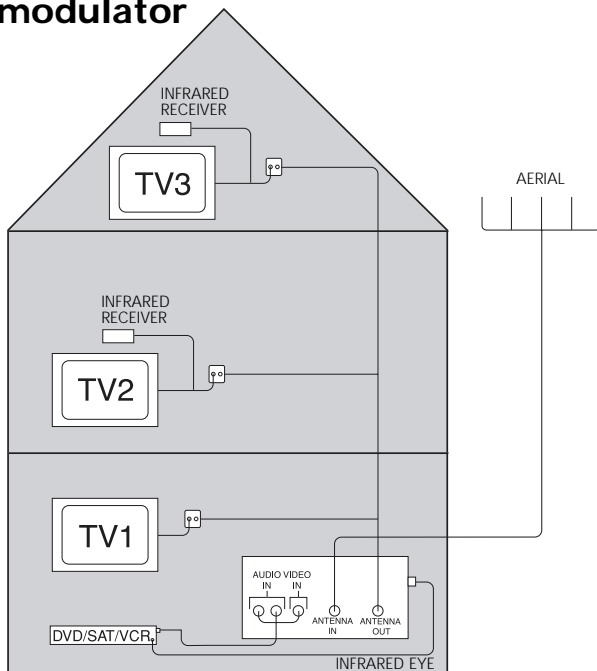 modulator
INFRARED
RECEIVER
TV3
AERIAL
INFRARED
RECEIVER
TV2
TV1
AUDIO VIDEO
IN IN
ANTENNA ANTENNA
IN OUT
DVD/SAT/VCR
INFRARED EYE